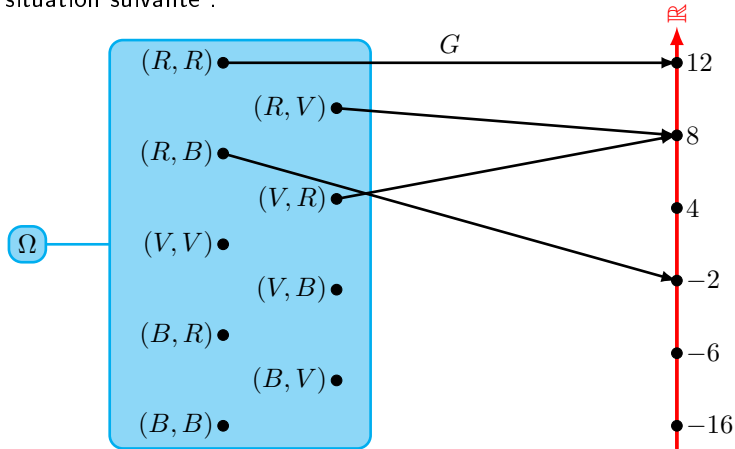 situation suivante :
ℝ
G
(R, R)
12
(R, V)
8
(R, B)
(V, R)
4
Ω
(V, V)
−2
(V, B)
(B, R)
−6
(B, V)
(B, B)
−16